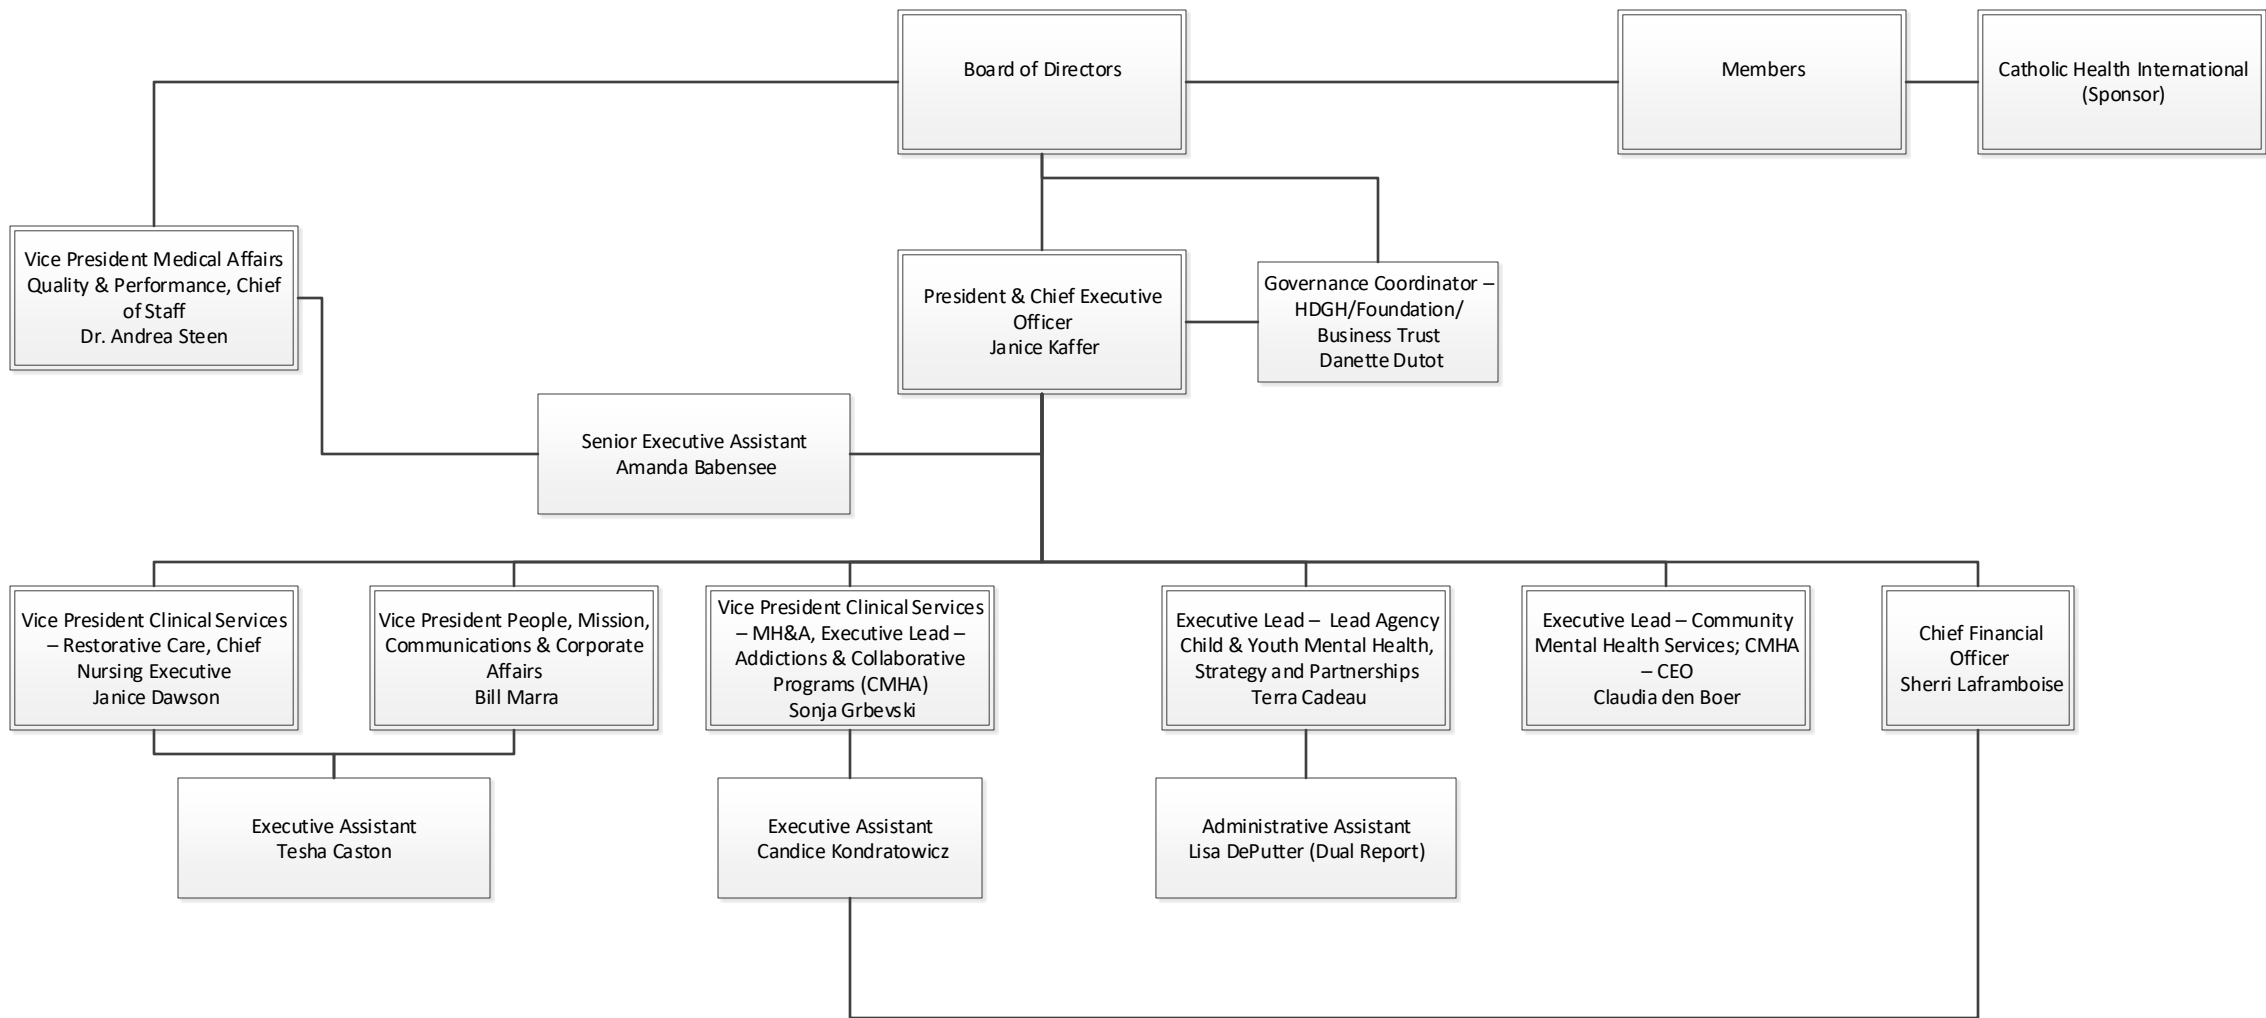 Board of Directors
Members
Catholic Health International
(Sponsor)
Vice President Medical Affairs
Quality & Performance, Chief
of Staff
Dr. Andrea Steen
President & Chief Executive
Officer
Janice Kaffer
Governance Coordinator –
HDGH/Foundation/
Business Trust
Danette Dutot
Senior Executive Assistant
Amanda Babensee
Vice President Clinical Services
– Restorative Care, Chief
Nursing Executive
Janice Dawson
Vice President People, Mission,
Communications & Corporate
Affairs
Bill Marra
Vice President Clinical Services
– MH&A, Executive Lead –
Addictions & Collaborative
Programs (CMHA)
Sonja Grbevski
Executive Lead – Lead Agency
Child & Youth Mental Health,
Strategy and Partnerships
Terra Cadeau
Executive Lead – Community
Mental Health Services; CMHA
– CEO
Claudia den Boer
Chief Financial
Officer
Sherri Laframboise
Executive Assistant
Tesha Caston
Executive Assistant
Candice Kondratowicz
Administrative Assistant
Lisa DePutter (Dual Report)